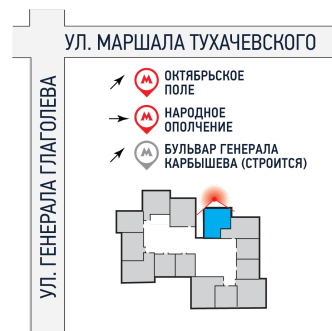 УЛ. МАРШАЛА ТУХАЧЕВСКОГО
УЛ. ГЕНЕРАЛА ГЛАГОЛЕВА
М ОКТЯБРЬСКОЕ
ПОЛЕ
М НАРОДНОЕ
ОПОЛЧЕНИЕ
М БУЛЬВАР ГЕНЕРАЛА
КАРБЫШЕВА (СТРОИТСЯ)